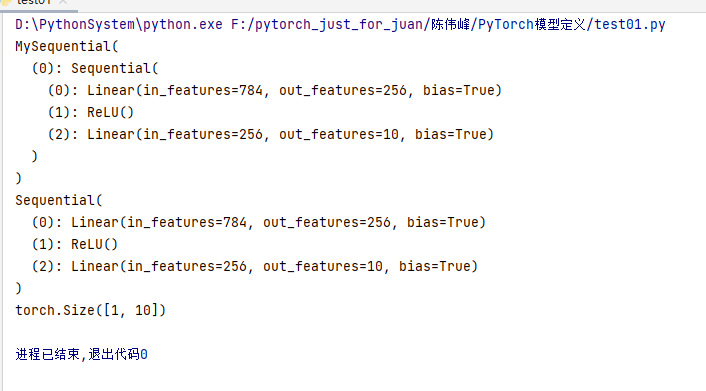 test01
D:\PythonSystem\python.exe F:/pytorch_just_for_juan/陈伟峰/PyTorch模型定义/test01.py
MySequential(
  (0): Sequential(
    (0): Linear(in_features=784, out_features=256, bias=True)
    (1): ReLU()
    (2): Linear(in_features=256, out_features=10, bias=True)
  )
)
Sequential(
  (0): Linear(in_features=784, out_features=256, bias=True)
  (1): ReLU()
  (2): Linear(in_features=256, out_features=10, bias=True)
)
torch.Size([1, 10])
进程已结束,退出代码0